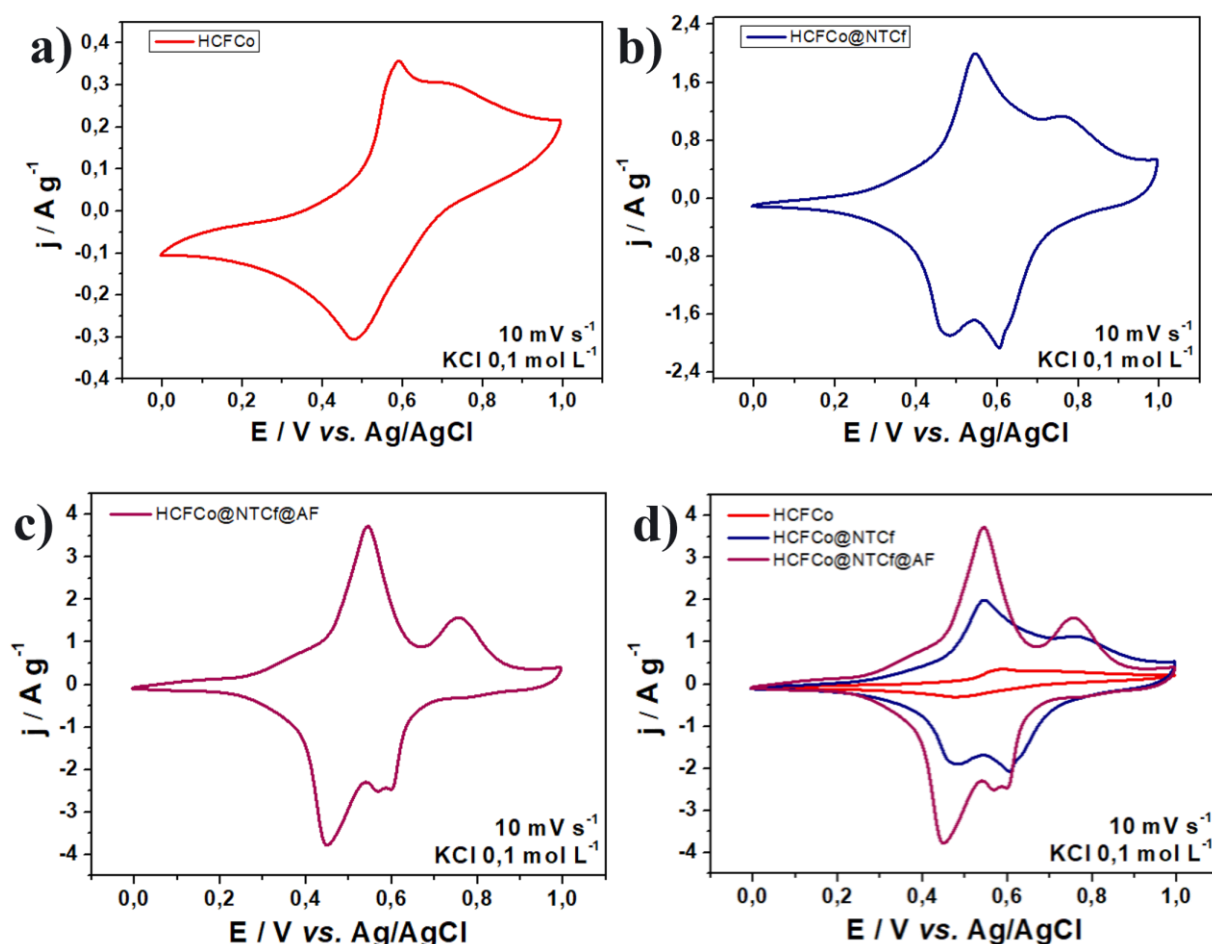 a)
HCFCo
j / A g⁻¹
0,4
0,3
0,2
0,1
0,0
-0,1
-0,2
-0,3
-0,4
10 mV s⁻¹
KCl 0,1 mol L⁻¹
0,0 0,2 0,4 0,6 0,8 1,0
E / V vs. Ag/AgCl
b)
HCFCo@NTCf
j / A g⁻¹
2,4
1,6
0,8
0,0
-0,8
-1,6
-2,4
10 mV s⁻¹
KCl 0,1 mol L⁻¹
0,0 0,2 0,4 0,6 0,8 1,0
E / V vs. Ag/AgCl
c)
HCFCo@NTCf@AF
j / A g⁻¹
4
3
2
1
0
-1
-2
-3
-4
10 mV s⁻¹
KCl 0,1 mol L⁻¹
0,0 0,2 0,4 0,6 0,8 1,0
E / V vs. Ag/AgCl
d)
HCFCo
HCFCo@NTCf
HCFCo@NTCf@AF
j / A g⁻¹
4
3
2
1
0
-1
-2
-3
-4
10 mV s⁻¹
KCl 0,1 mol L⁻¹
0,0 0,2 0,4 0,6 0,8 1,0
E / V vs. Ag/AgCl